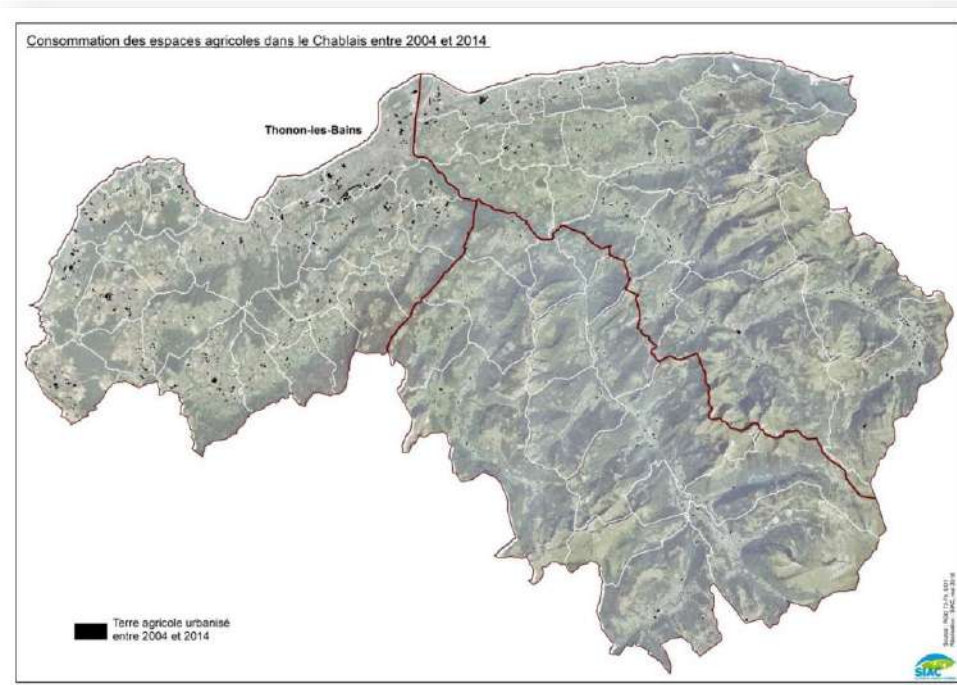 Consommation des espaces agricoles dans le Chablais entre 2004 et 2014
Thonon-les-Bains
Terre agricole urbanisé
entre 2004 et 2014
SIAC